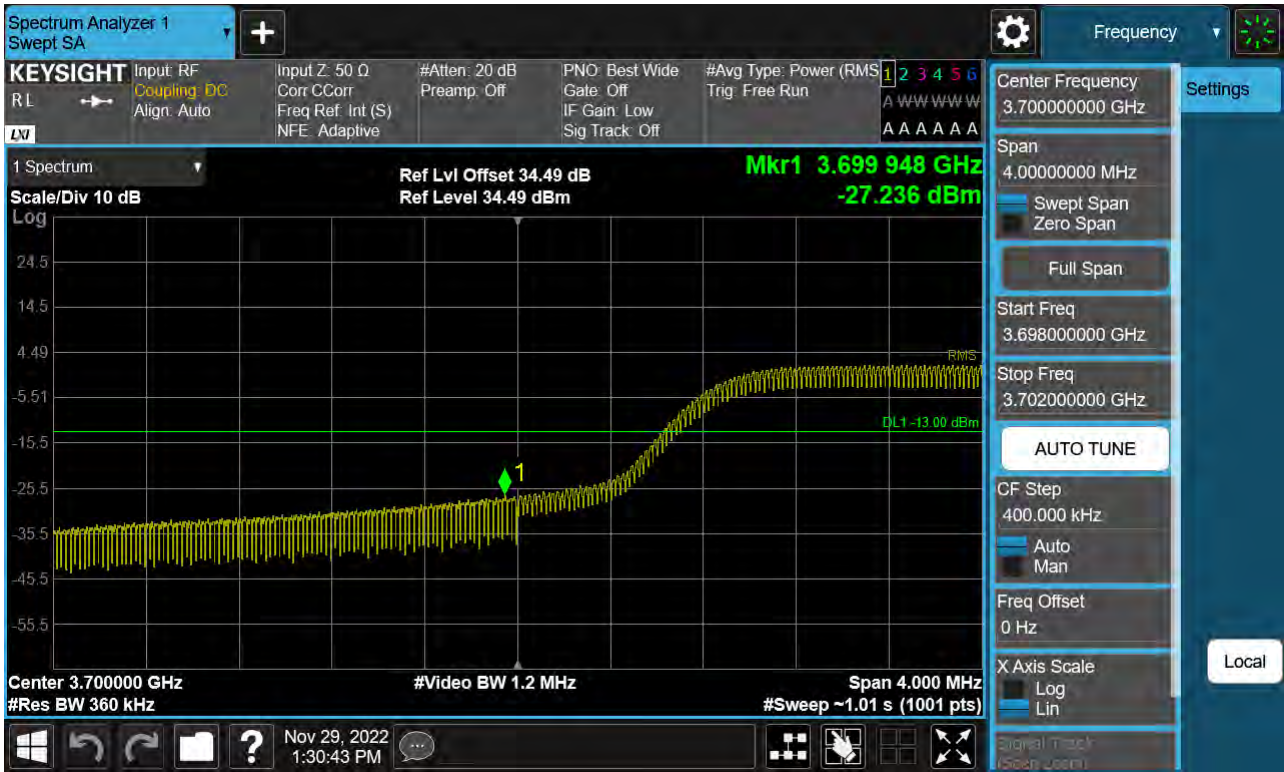 Spectrum Analyzer 1
Swept SA
+
Frequency
KEYSIGHT
RL
LXI
Input: RF
Coupling: DC
Align: Auto
Input Z: 50 Ω
Corr CCorr
Freq Ref: Int (S)
NFE: Adaptive
#Atten: 20 dB
Preamp: Off
PNO: Best Wide
Gate: Off
IF Gain: Low
Sig Track: Off
#Avg Type: Power (RMS
Trig: Free Run
1 2 3 4 5 6
A W W W W W
A A A A A A
1 Spectrum
Scale/Div 10 dB
Log
Ref Lvl Offset 34.49 dB
Ref Level 34.49 dBm
Mkr1 3.699 948 GHz
-27.236 dBm
24.5
14.5
4.49
-5.51
-15.5
-25.5
-35.5
-45.5
-55.5
RMS
DL1 -13.00 dBm
1
Center 3.700000 GHz
#Res BW 360 kHz
#Video BW 1.2 MHz
Span 4.000 MHz
#Sweep ~1.01 s (1001 pts)
?
Nov 29, 2022
1:30:43 PM
Center Frequency
3.700000000 GHz
Span
4.00000000 MHz
Swept Span
Zero Span
Full Span
Start Freq
3.698000000 GHz
Stop Freq
3.702000000 GHz
AUTO TUNE
CF Step
400.000 kHz
Auto
Man
Freq Offset
0 Hz
X Axis Scale
Log
Lin
Signal Track
(Span Zoom)
Settings
Local